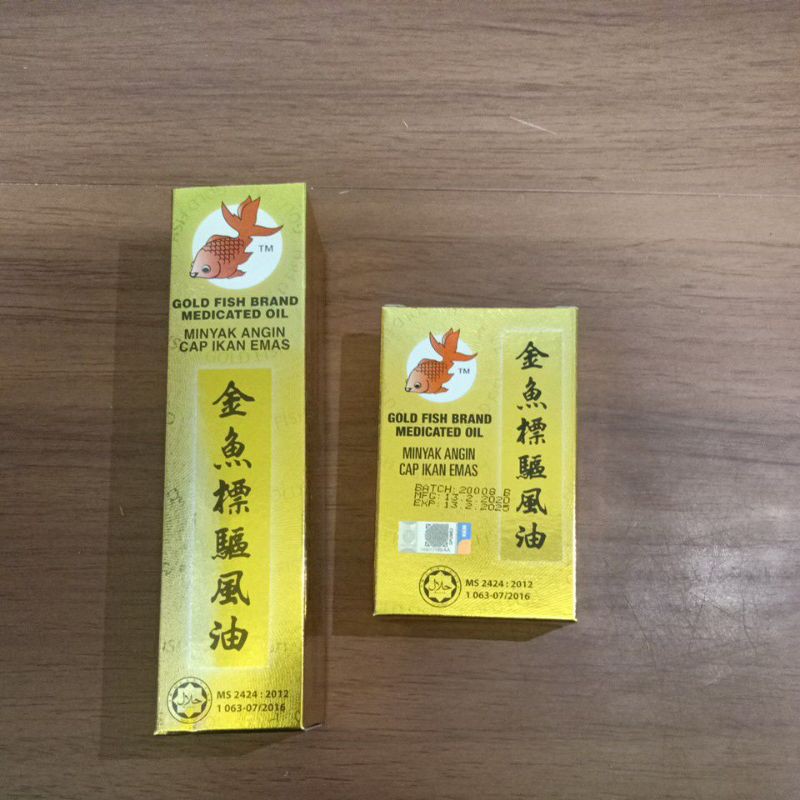 TM
GOLD FISH BRAND
MEDICATED OIL
MINYAK ANGIN
CAP IKAN EMAS
金魚標驅風油
حلال
MS 2424 : 2012
1 063-07/2016
TM
GOLD FISH BRAND
MEDICATED OIL
MINYAK ANGIN
CAP IKAN EMAS
金魚標驅風油
BATCH: 20008 B
MFG: 13. 2. 2020
EXP: 13. 2. 2025
حلال
MS 2424 : 2012
1 063-07/2016